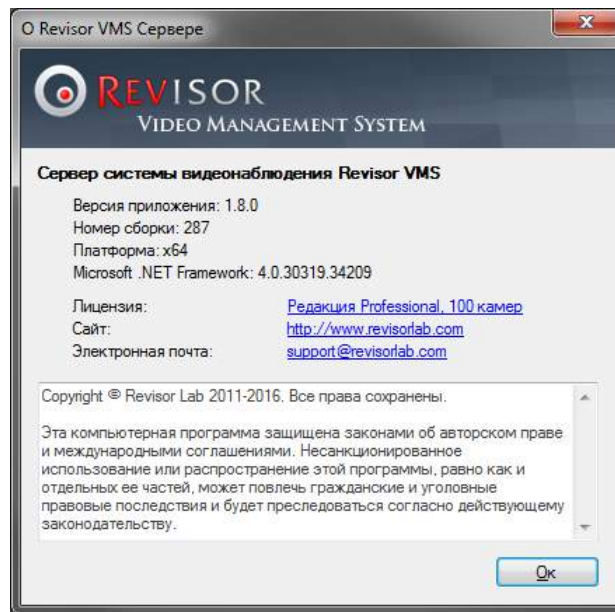 О Revisor VMS Сервере
REVISOR
VIDEO MANAGEMENT SYSTEM
Сервер системы видеонаблюдения Revisor VMS
Версия приложения: 1.8.0
Номер сборки: 287
Платформа: x64
Microsoft .NET Framework: 4.0.30319.34209
Лицензия: Редакция Professional, 100 камер
Сайт: http://www.revisorlab.com
Электронная почта: support@revisorlab.com
Copyright © Revisor Lab 2011-2016. Все права сохранены.
Эта компьютерная программа защищена законами об авторском праве
и международными соглашениями. Несанкционированное
использование или распространение этой программы, равно как и
отдельных ее частей, может повлечь гражданские и уголовные
правовые последствия и будет преследоваться согласно действующему
законодательству.
Ок